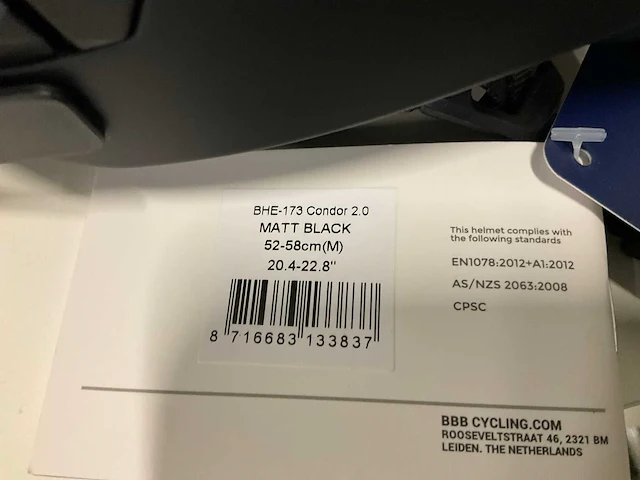 BHE-173 Condor 2.0
MATT BLACK
52-58cm(M)
20.4-22.8"
8 716683 133837
This helmet complies with
the following standards
EN1078:2012+A1:2012
AS/NZS 2063:2008
CPSC
BBB CYCLING.COM
ROOSEVELTSTRAAT 46, 2321 BM
LEIDEN. THE NETHERLANDS